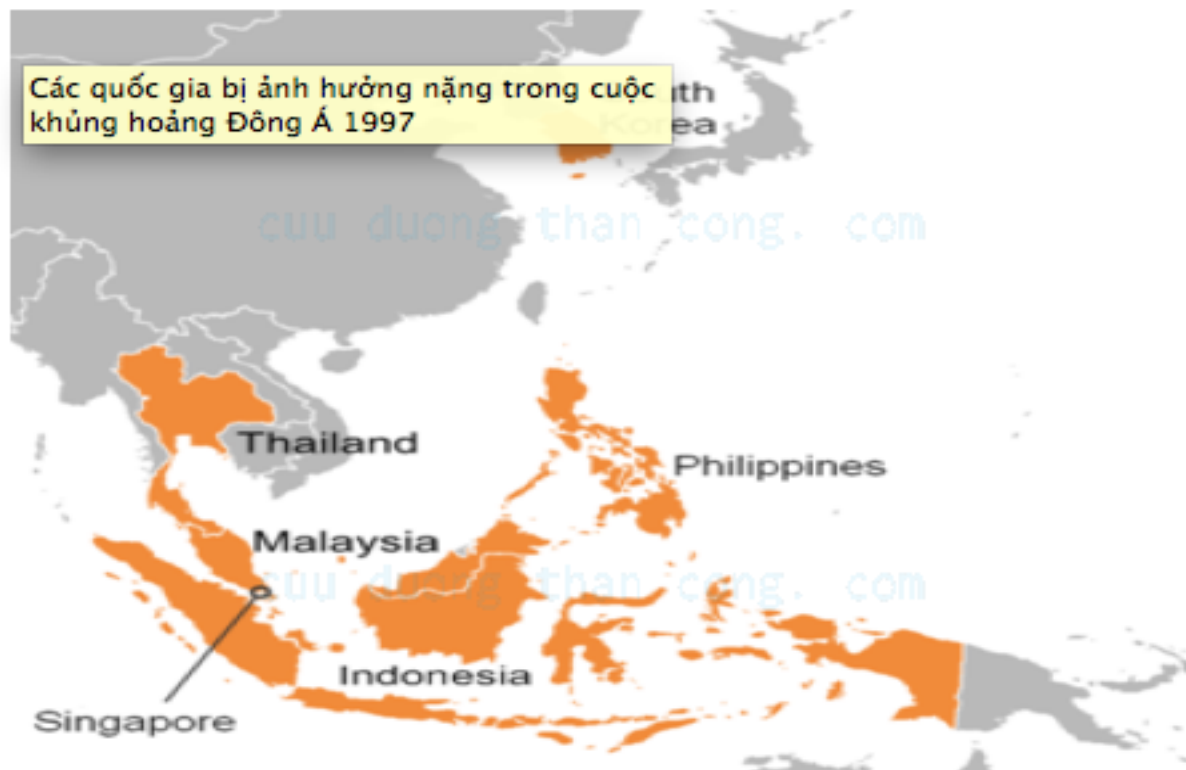 Các quốc gia bị ảnh hưởng nặng trong cuộc
khủng hoảng Đông Á 1997
Korea
cuu duong than cong. com
Thailand
Philippines
Malaysia
cuu duong than cong. com
Indonesia
Singapore